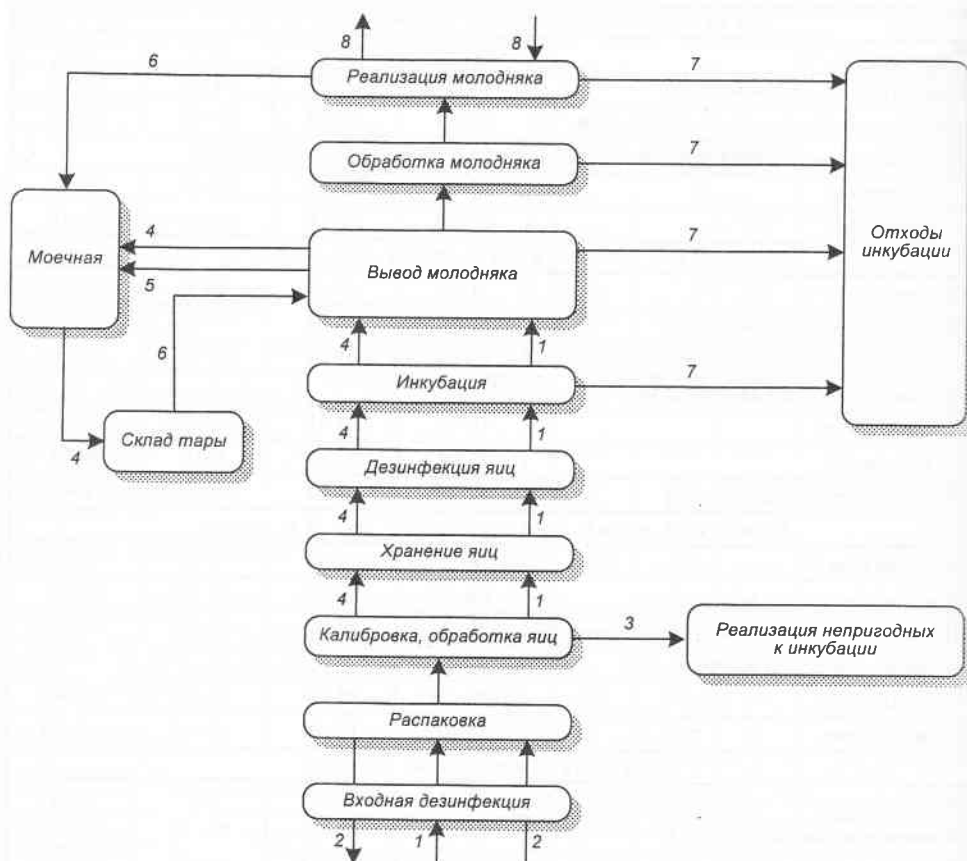 8
8
6
Реализация молодняка
7
Обработка молодняка
7
Моечная
4
5
Вывод молодняка
7
Отходы
инкубации
6
4
1
Инкубация
7
4
Склад тары
4
1
Дезинфекция яиц
4
1
Хранение яиц
4
1
Калибровка, обработка яиц
3
Реализация непригодных
к инкубации
Распаковка
Входная дезинфекция
2
1
2